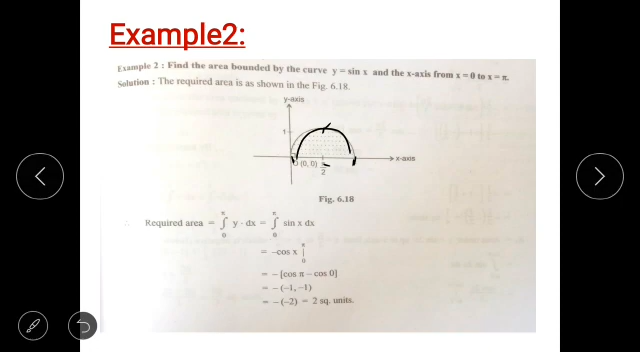 Example2:
Example 2 : Find the area bounded by the curve y = sin x and the x-axis from x = 0 to x = π.
Solution : The required area is as shown in the Fig. 6.18.
y-axis
1
(0, 0)
2
x-axis
Fig. 6.18
∴ Required area = ∫₀^π y · dx = ∫₀^π sin x dx
= -cos x |₀^π
= - [cos π - cos 0]
= - (-1, -1)
= - (-2) = 2 sq. units.